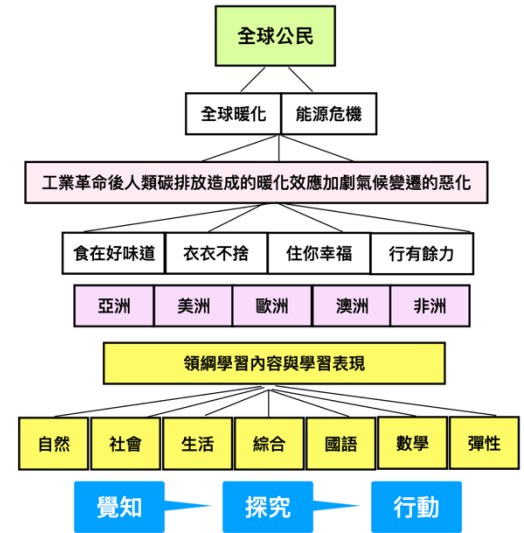 全球公民
全球暖化 能源危機
工業革命後人類碳排放造成的暖化效應加劇氣候變遷的惡化
食在好味道 衣衣不捨 住你幸福 行有餘力
亞洲 美洲 歐洲 澳洲 非洲
領綱學習內容與學習表現
自然 社會 生活 綜合 國語 數學 彈性
覺知 探究 行動